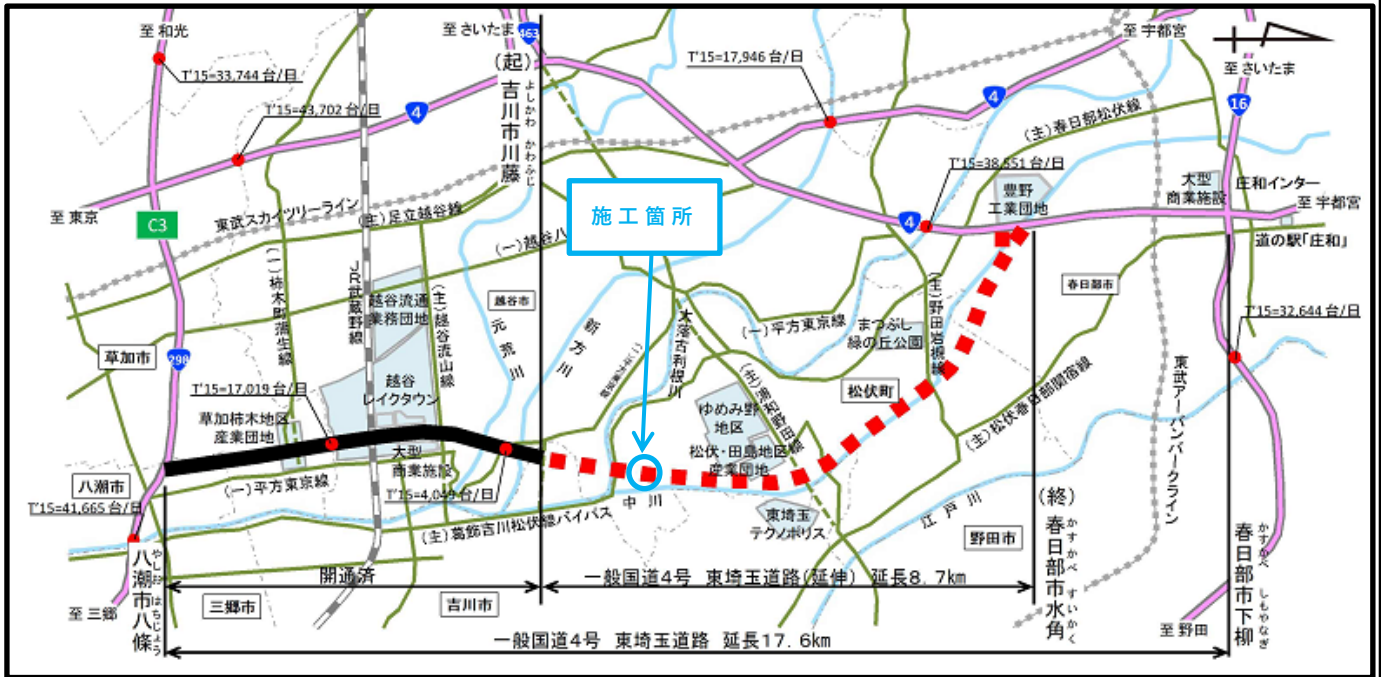 至 和光
至 さいたま
463
(起)
吉川市川藤
よしかわ かわふじ
T'15=33,744 台/日
T'15=43,702 台/日
4
T'15=17,946 台/日
4
至 宇都宮
至 さいたま
16
(主)春日部松伏線
T'15=38,551 台/日
豊野
工業団地
大型
商業施設
庄和インター
至 宇都宮
道の駅「庄和」
至 東京
C3
東武スカイツリーライン
(主)足立越谷線
施工箇所
4
(一)柿木町蒲生線
JR武蔵野線
越谷流通
業務団地
(主)越谷流山線
越谷市
元荒川
新方川
大落古利根川
(一)平方東京線
まつぶし
緑の丘公園
(主)野田岩槻線
春日部市
T'15=32,644 台/日
草加市
298
T'15=17,019 台/日
越谷
レイクタウン
草加柿木地区
産業団地
大型
商業施設
ゆめみ野
地区
松伏・田島地区
産業団地
松伏町
(主)松伏春日部関宿線
東武アーバンパークライン
八潮市
(一)平方東京線
T'15=4,049 台/日
中川
T'15=41,665 台/日
(主)葛飾吉川松伏線バイパス
東埼玉
テクノポリス
江戸川
野田市
(終)
春日部市水角
かすかべ すいかく
春日部市下柳
かすかべ しもやなぎ
八潮市八條
やしお はちじょう
開通済
一般国道4号 東埼玉道路(延伸) 延長8.7km
至 三郷
三郷市
吉川市
至 野田
一般国道4号 東埼玉道路 延長17.6km